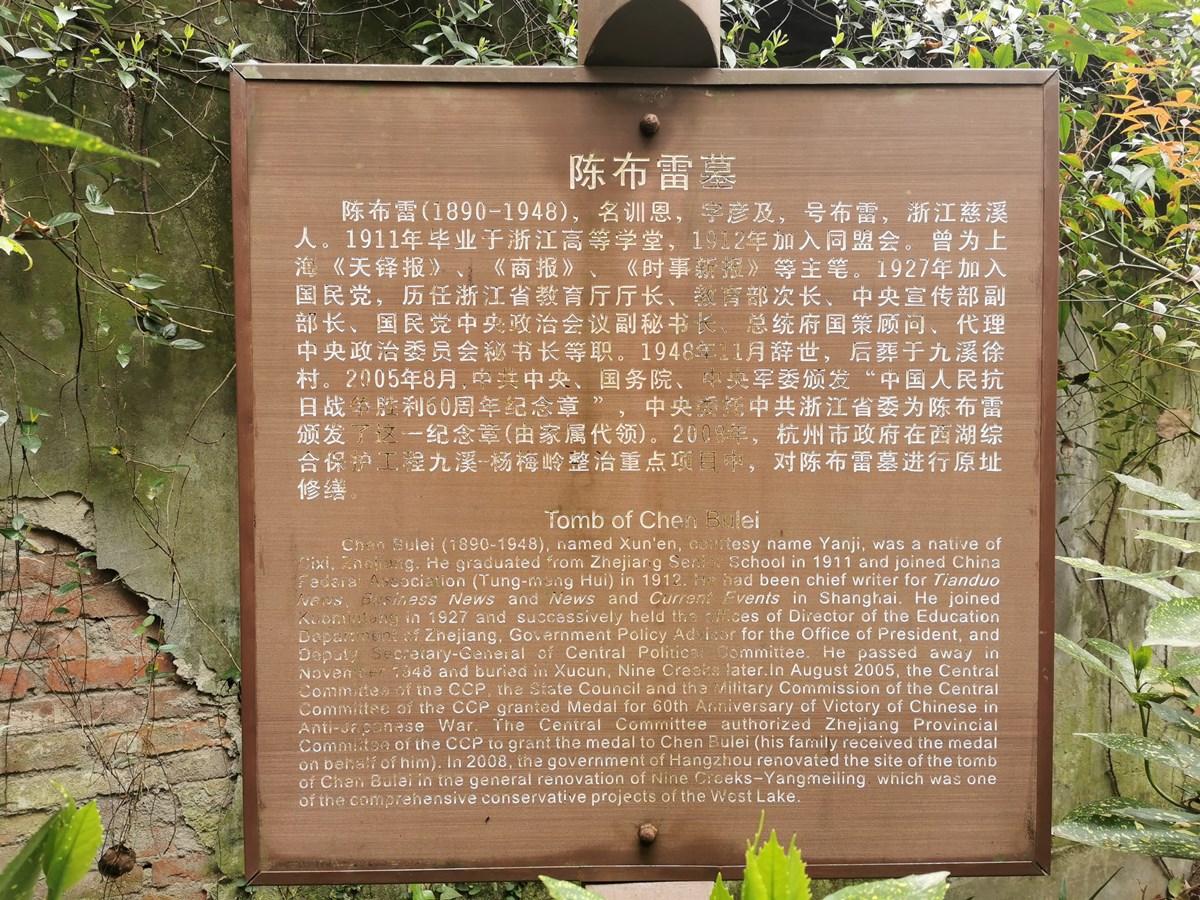 陈布雷墓
陈布雷(1890-1948)，名训恩，字彦及，号布雷，浙江慈溪
人。1911年毕业于浙江高等学堂，1912年加入同盟会。曾为上
海《天铎报》、《商报》、《时事新报》等主笔。1927年加入
国民党，历任浙江省教育厅厅长、教育部次长、中央宣传部副
部长、国民党中央政治会议副秘书长、总统府国策顾问、代理
中央政治委员会秘书长等职。1948年11月辞世，后葬于九溪徐
村。2005年8月,中共中央、国务院、中央军委颁发“中国人民抗
日战争胜利60周年纪念章 ”，中央委托中共浙江省委为陈布雷
颁发了这一纪念章(由家属代领)。2008年，杭州市政府在西湖综
合保护工程九溪-杨梅岭整治重点项目中，对陈布雷墓进行原址
修缮。
Tomb of Chen Bulei
Chen Bulei (1890-1948), named Xun'en, courtesy name Yanji, was a native of
Cixi, Zhejiang. He graduated from Zhejiang Senior School in 1911 and joined China
Federal Association (Tung-meng Hui) in 1912. He had been chief writer for Tianduo
News, Business News and News and Current Events in Shanghai. He joined
Kuomintang in 1927 and successively held the offices of Director of the Education
Department of Zhejiang, Government Policy Advisor for the Office of President, and
Deputy Secretary-General of Central Political Committee. He passed away in
November 1948 and buried in Xucun, Nine Creeks later.In August 2005, the Central
Committee of the CCP, the State Council and the Military Commission of the Central
Committee of the CCP granted Medal for 60th Anniversary of Victory of Chinese in
Anti-Japanese War. The Central Committee authorized Zhejiang Provincial
Committee of the CCP to grant the medal to Chen Bulei (his family received the medal
on behalf of him). In 2008, the government of Hangzhou renovated the site of the tomb
of Chen Bulei in the general renovation of Nine Creeks-Yangmeiling, which was one
of the comprehensive conservative projects of the West Lake.